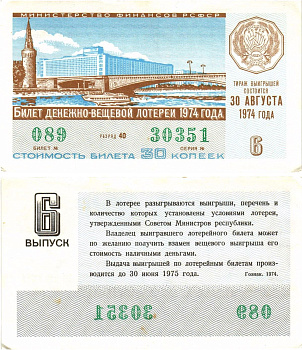 МИНИСТЕРСТВО ФИНАНСОВ РСФСР
ТИРАЖ ВЫИГРЫШЕЙ
СОСТОИТСЯ
30 АВГУСТА
1974 ГОДА
БИЛЕТ ДЕНЕЖНО-ВЕЩЕВОЙ ЛОТЕРЕИ 1974 ГОДА
089 РАЗРЯД 40 30351
БИЛЕТ № СЕРИЯ №
6
СТОИМОСТЬ БИЛЕТА 30 КОПЕЕК
6
ВЫПУСК
В лотерее разыгрываются выигрыши, перечень и
количество которых установлены условиями лотереи,
утвержденными Советом Министров республики.
Владелец выигравшего лотерейного билета может
по желанию получить взамен вещевого выигрыша его
стоимость наличными деньгами.
Выдача выигрышей по лотерейным билетам произво-
дится до 30 июня 1975 года.
Гознак. 1974.
30351 089